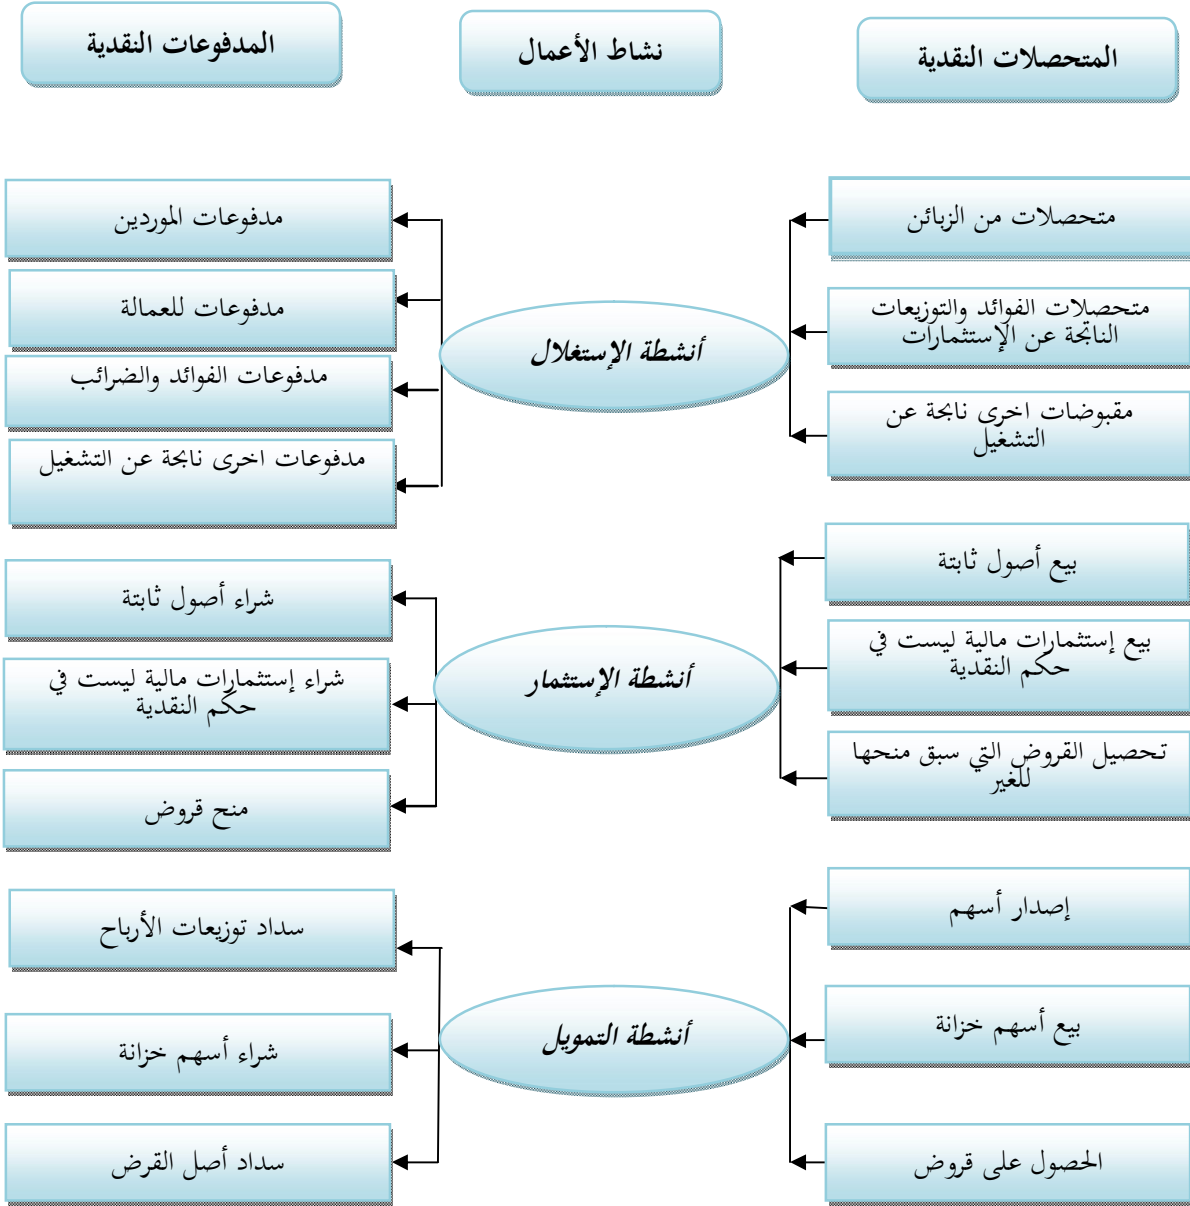 المتحصلات النقدية
نشاط الأعمال
المدفوعات النقدية
متحصلات من الزبائن
متحصلات الفوائد والتوزيعات
الناتجة عن الإستثمارات
مقبوضات اخرى ناتجة عن
التشغيل
أنشطة الإستغلال
مدفوعات الموردين
مدفوعات للعمالة
مدفوعات الفوائد والضرائب
مدفوعات اخرى ناتجة عن التشغيل
بيع أصول ثابتة
بيع إستثمارات مالية ليست في
حكم النقدية
تحصيل القروض التي سبق منحها
للغير
أنشطة الإستثمار
شراء أصول ثابتة
شراء إستثمارات مالية ليست في
حكم النقدية
منح قروض
إصدار أسهم
بيع أسهم خزانة
الحصول على قروض
أنشطة التمويل
سداد توزيعات الأرباح
شراء أسهم خزانة
سداد أصل القرض